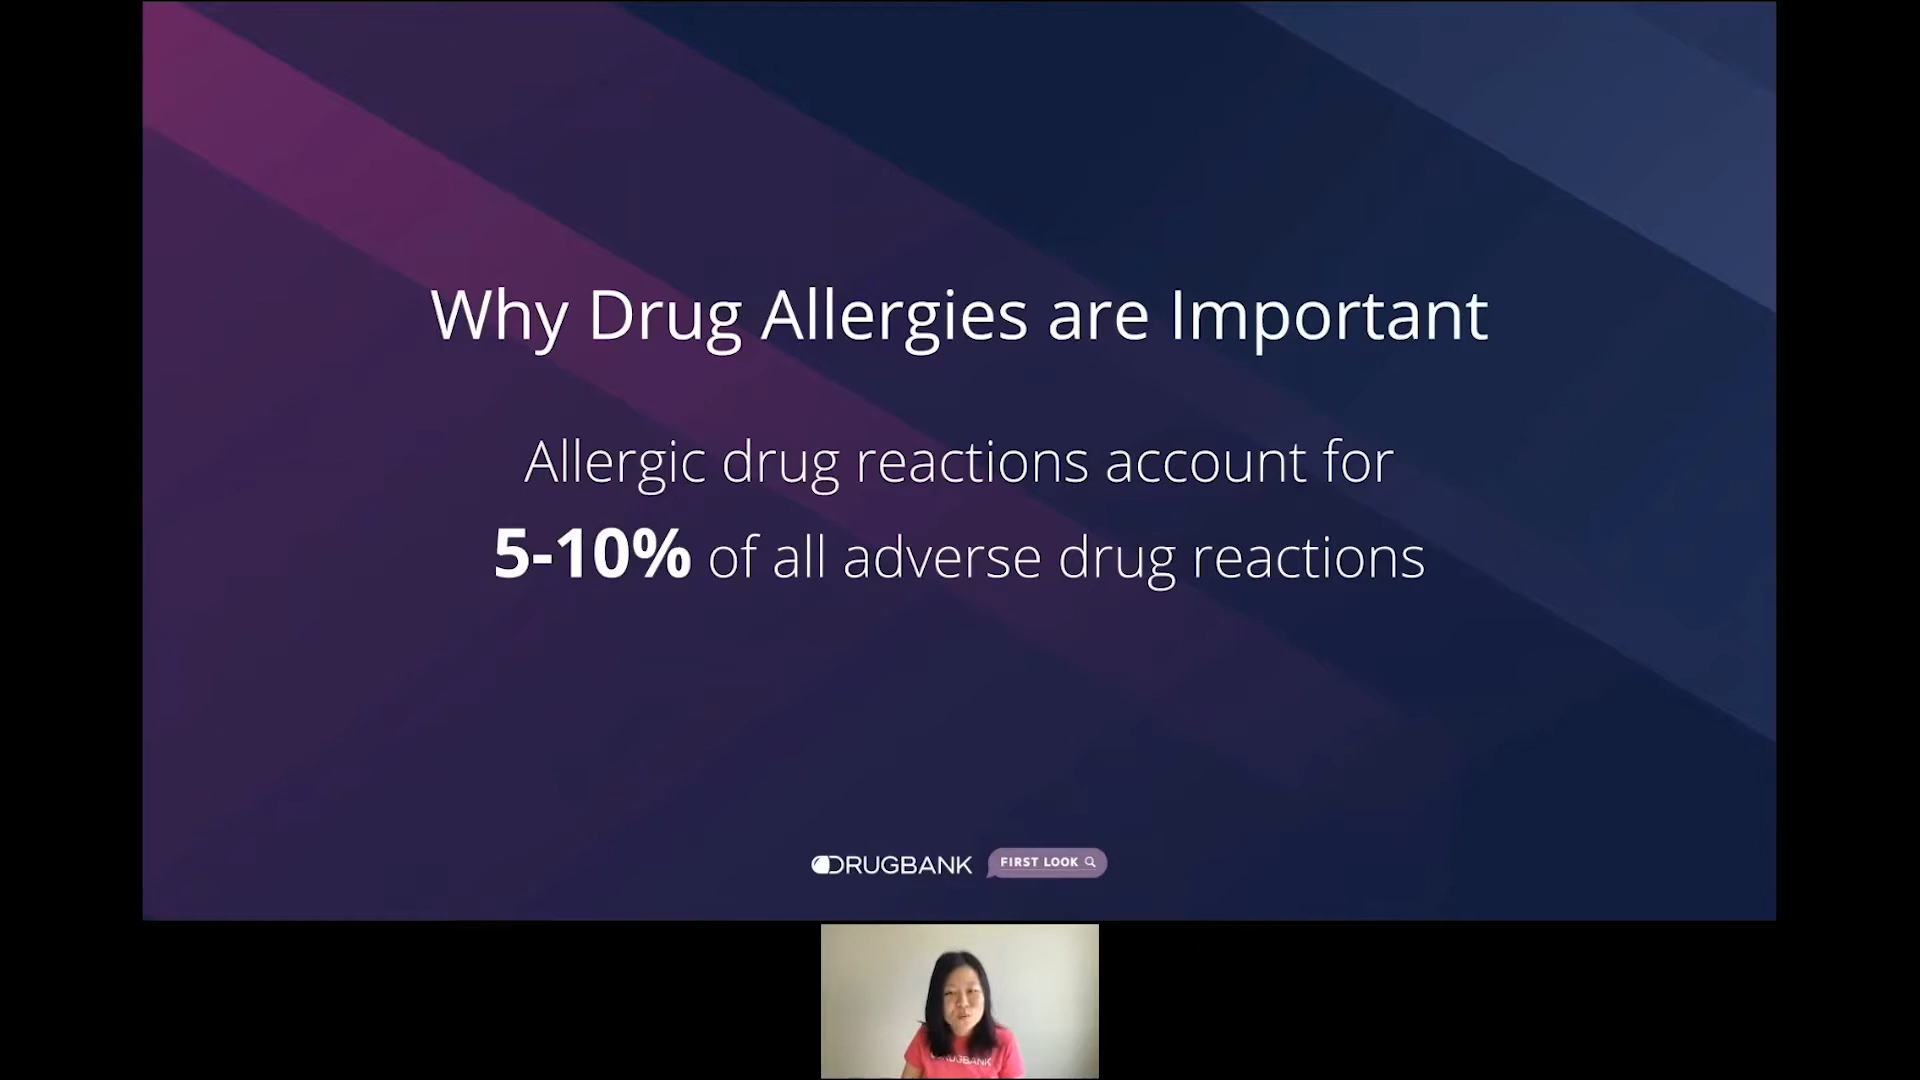 Why Drug Allergies are Important
Allergic drug reactions account for
5-10% of all adverse drug reactions
DRUGBANK
FIRST LOOK
DRUGBANK